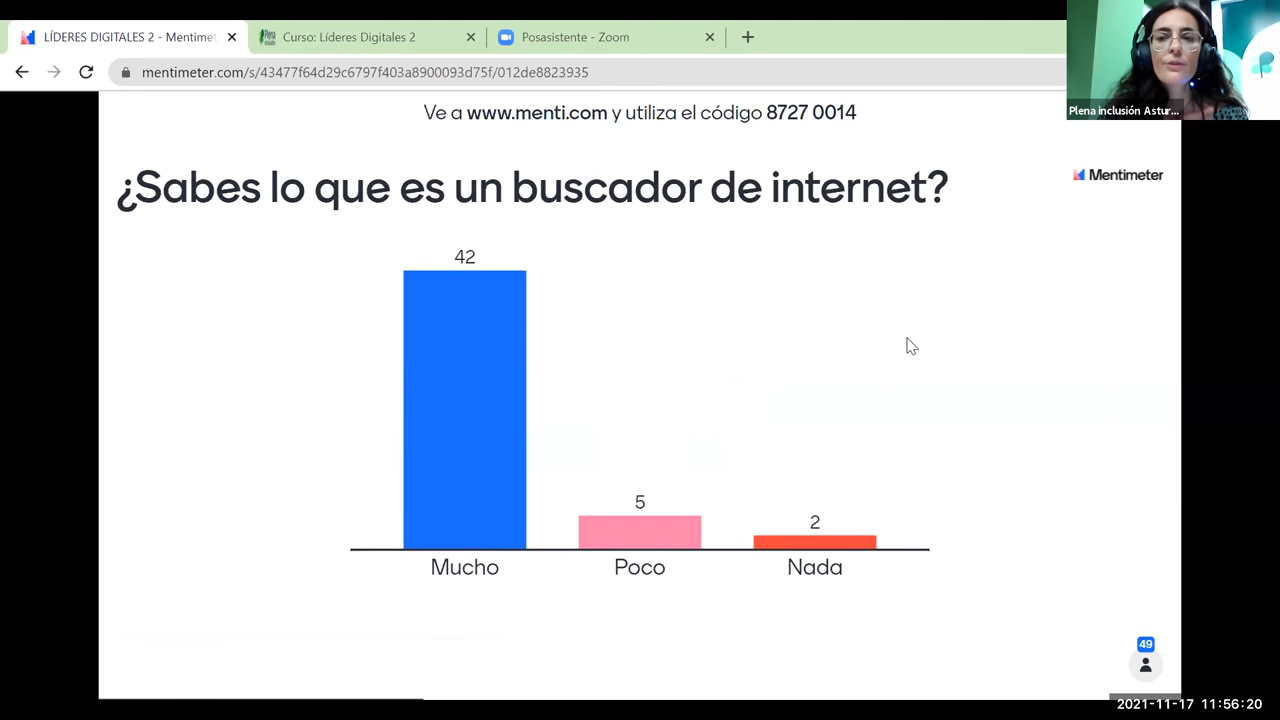 LÍDERES DIGITALES 2 - Mentimet
Curso: Líderes Digitales 2
Posasistente - Zoom
mentimeter.com/s/43477f64d29c6797f403a8900093d75f/012de8823935
Plena inclusión Astur...
Ve a www.menti.com y utiliza el código 8727 0014
¿Sabes lo que es un buscador de internet?
Mentimeter
42
5
2
Mucho
Poco
Nada
49
2021-11-17 11:56:20